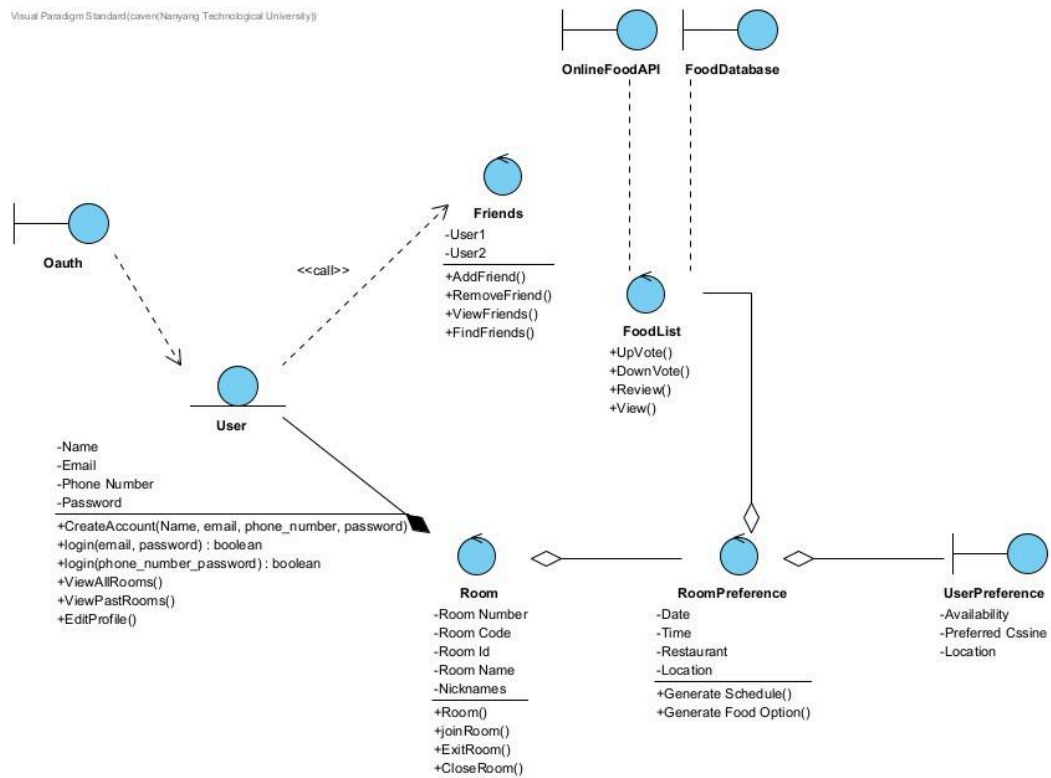 Visual Paradigm Standard(caven(Nanyang Technological University))
OnlineFoodAPI
FoodDatabase
Oauth
<<call>>
Friends
-User1
-User2
+AddFriend()
+RemoveFriend()
+ViewFriends()
+FindFriends()
FoodList
+UpVote()
+DownVote()
+Review()
+View()
User
-Name
-Email
-Phone Number
-Password
+CreateAccount(Name, email, phone_number, password)
+login(email, password) : boolean
+login(phone_number_password) : boolean
+ViewAllRooms()
+ViewPastRooms()
+EditProfile()
Room
-Room Number
-Room Code
-Room Id
-Room Name
-Nicknames
+Room()
+joinRoom()
+ExitRoom()
+CloseRoom()
RoomPreference
-Date
-Time
-Restaurant
-Location
+Generate Schedule()
+Generate Food Option()
UserPreference
-Availability
-Preferred Cssine
-Location